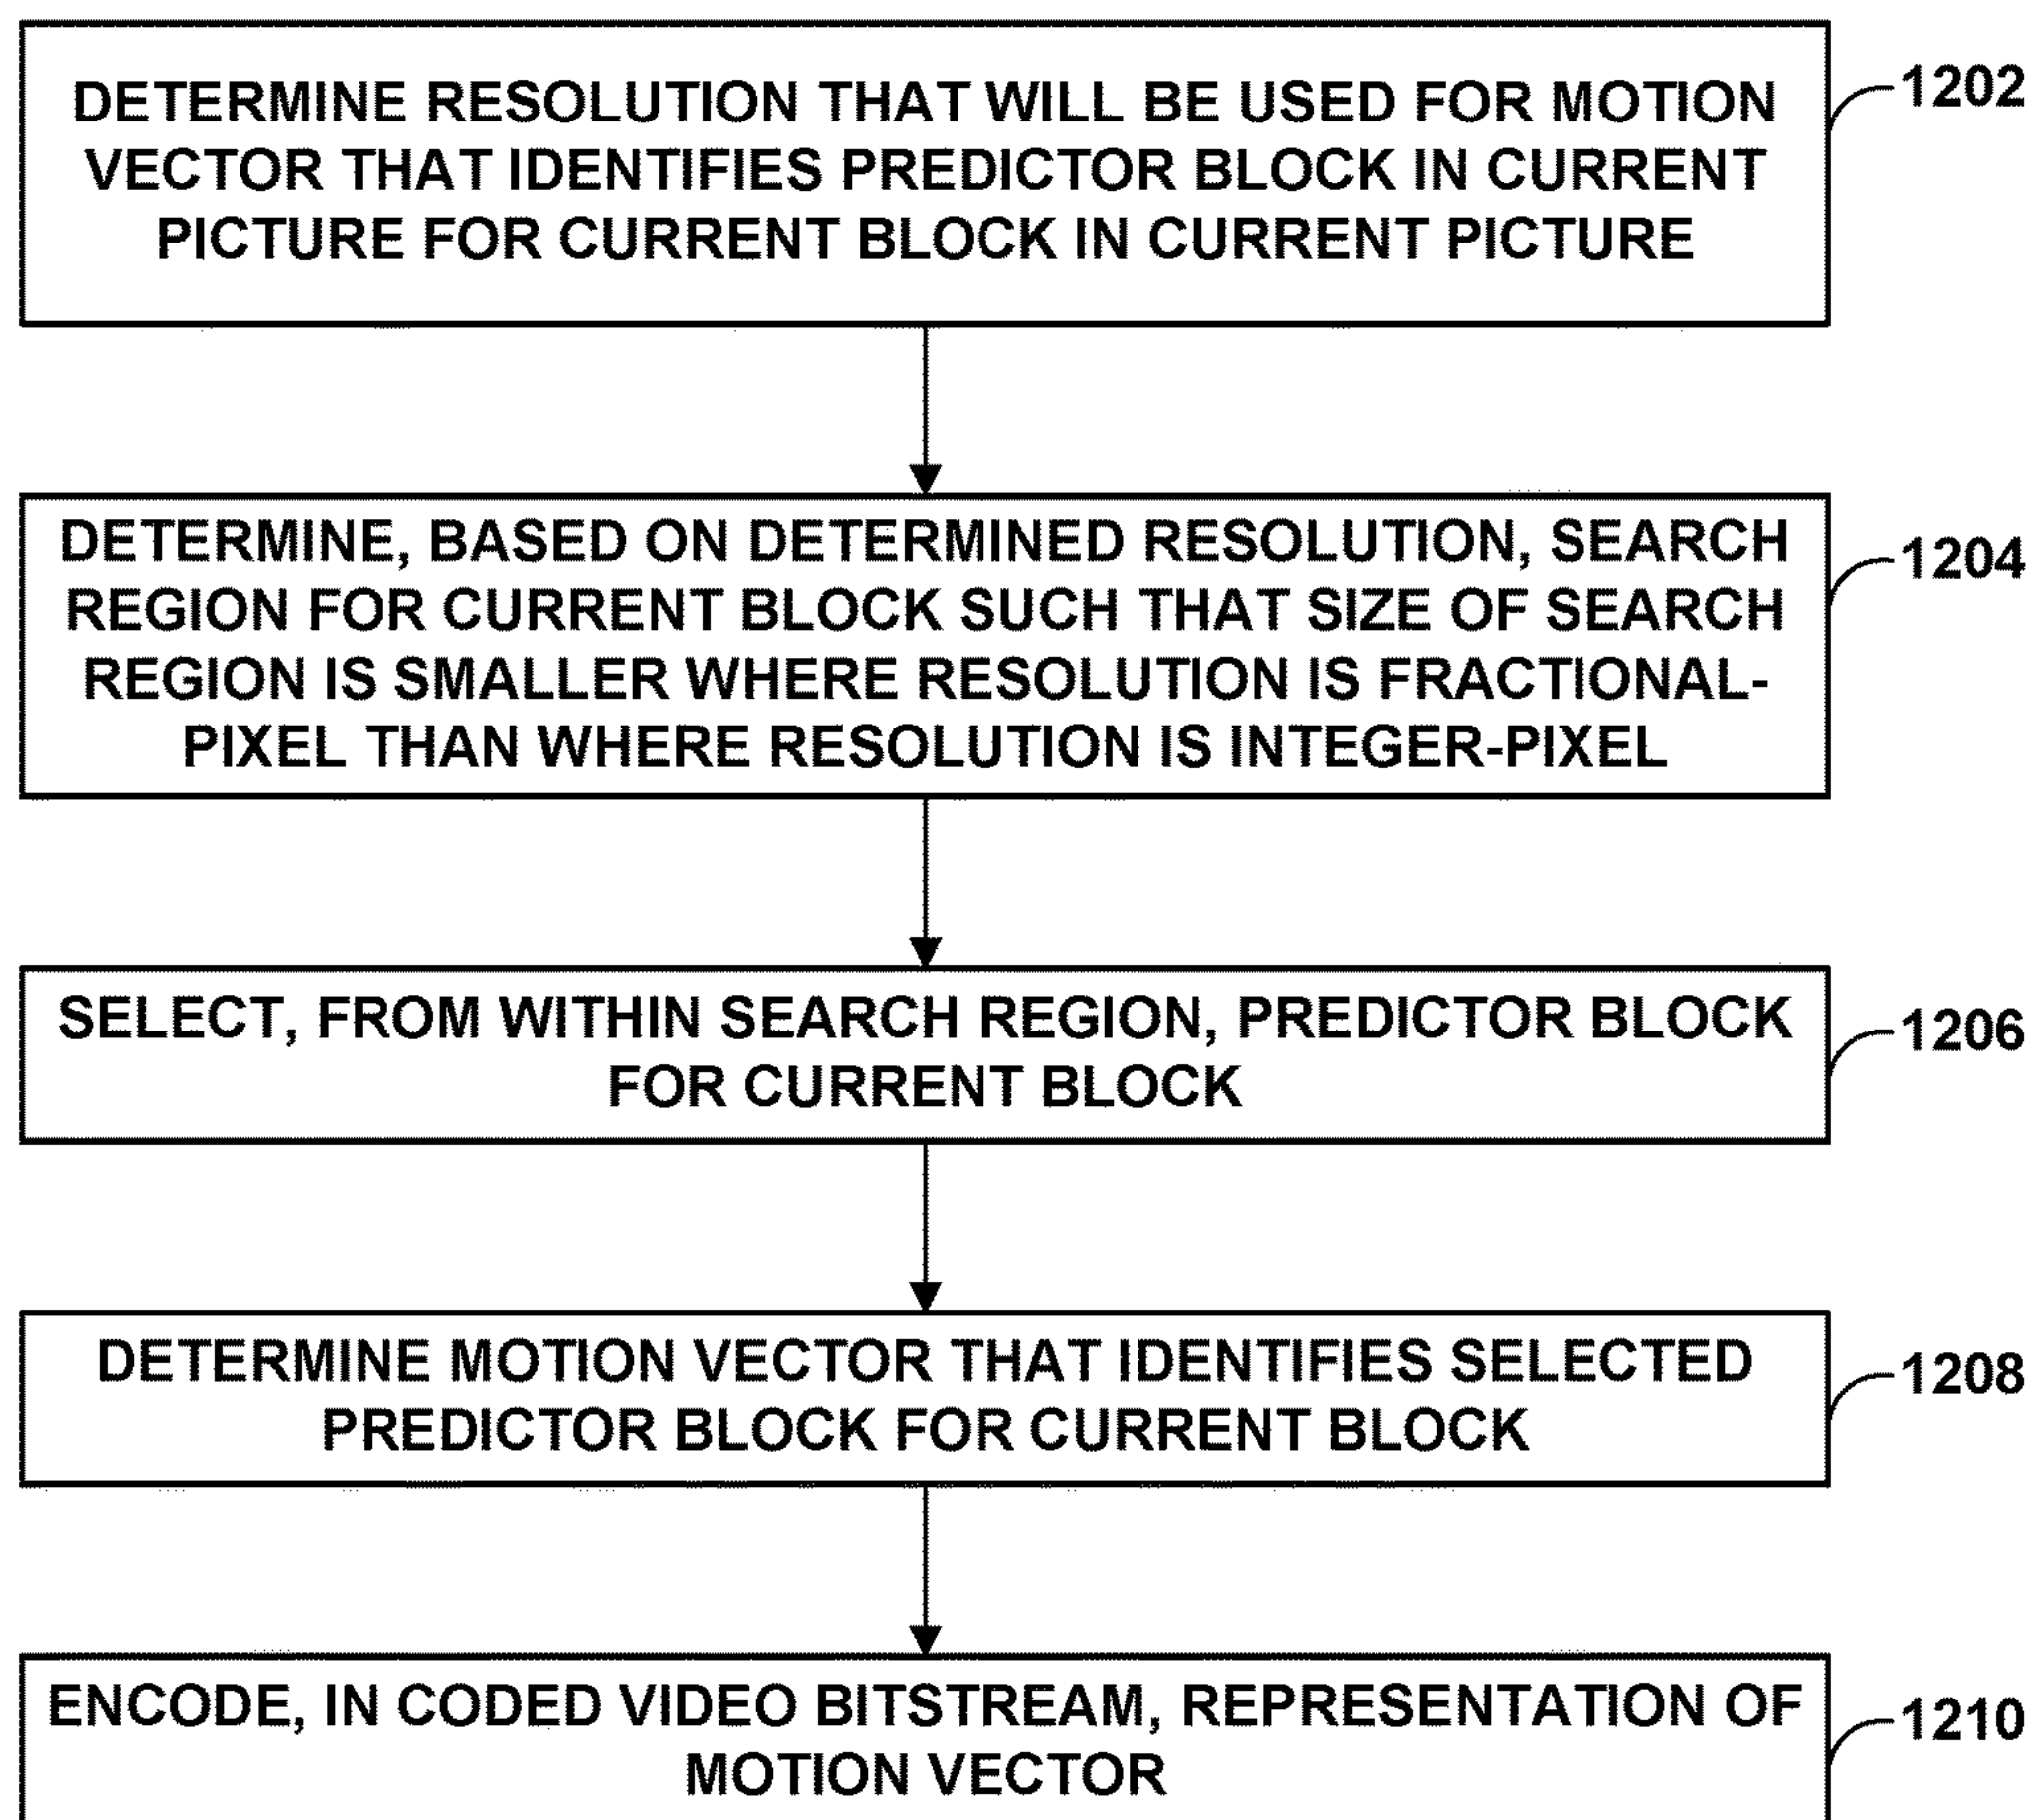 DETERMINE RESOLUTION THAT WILL BE USED FOR MOTION
VECTOR THAT IDENTIFIES PREDICTOR BLOCK IN CURRENT
PICTURE FOR CURRENT BLOCK IN CURRENT PICTURE
1202
DETERMINE, BASED ON DETERMINED RESOLUTION, SEARCH
REGION FOR CURRENT BLOCK SUCH THAT SIZE OF SEARCH
REGION IS SMALLER WHERE RESOLUTION IS FRACTIONAL-
PIXEL THAN WHERE RESOLUTION IS INTEGER-PIXEL
1204
SELECT, FROM WITHIN SEARCH REGION, PREDICTOR BLOCK
FOR CURRENT BLOCK
1206
DETERMINE MOTION VECTOR THAT IDENTIFIES SELECTED
PREDICTOR BLOCK FOR CURRENT BLOCK
1208
ENCODE, IN CODED VIDEO BITSTREAM, REPRESENTATION OF
MOTION VECTOR
1210